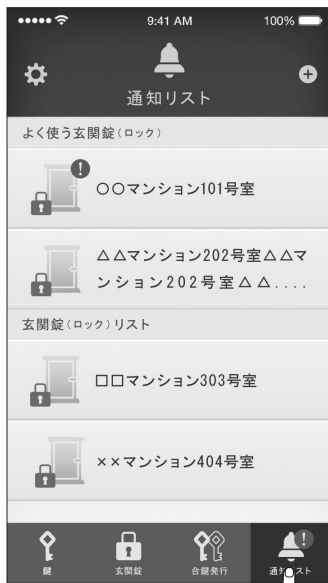 9:41 AM
100%
通知リスト
よく使う玄関錠(ロック)
○○マンション101号室
△△マンション202号室△△マ
ンション202号室△△....
玄関錠(ロック)リスト
□□マンション303号室
××マンション404号室
鍵
玄関錠
合鍵発行
通知リスト